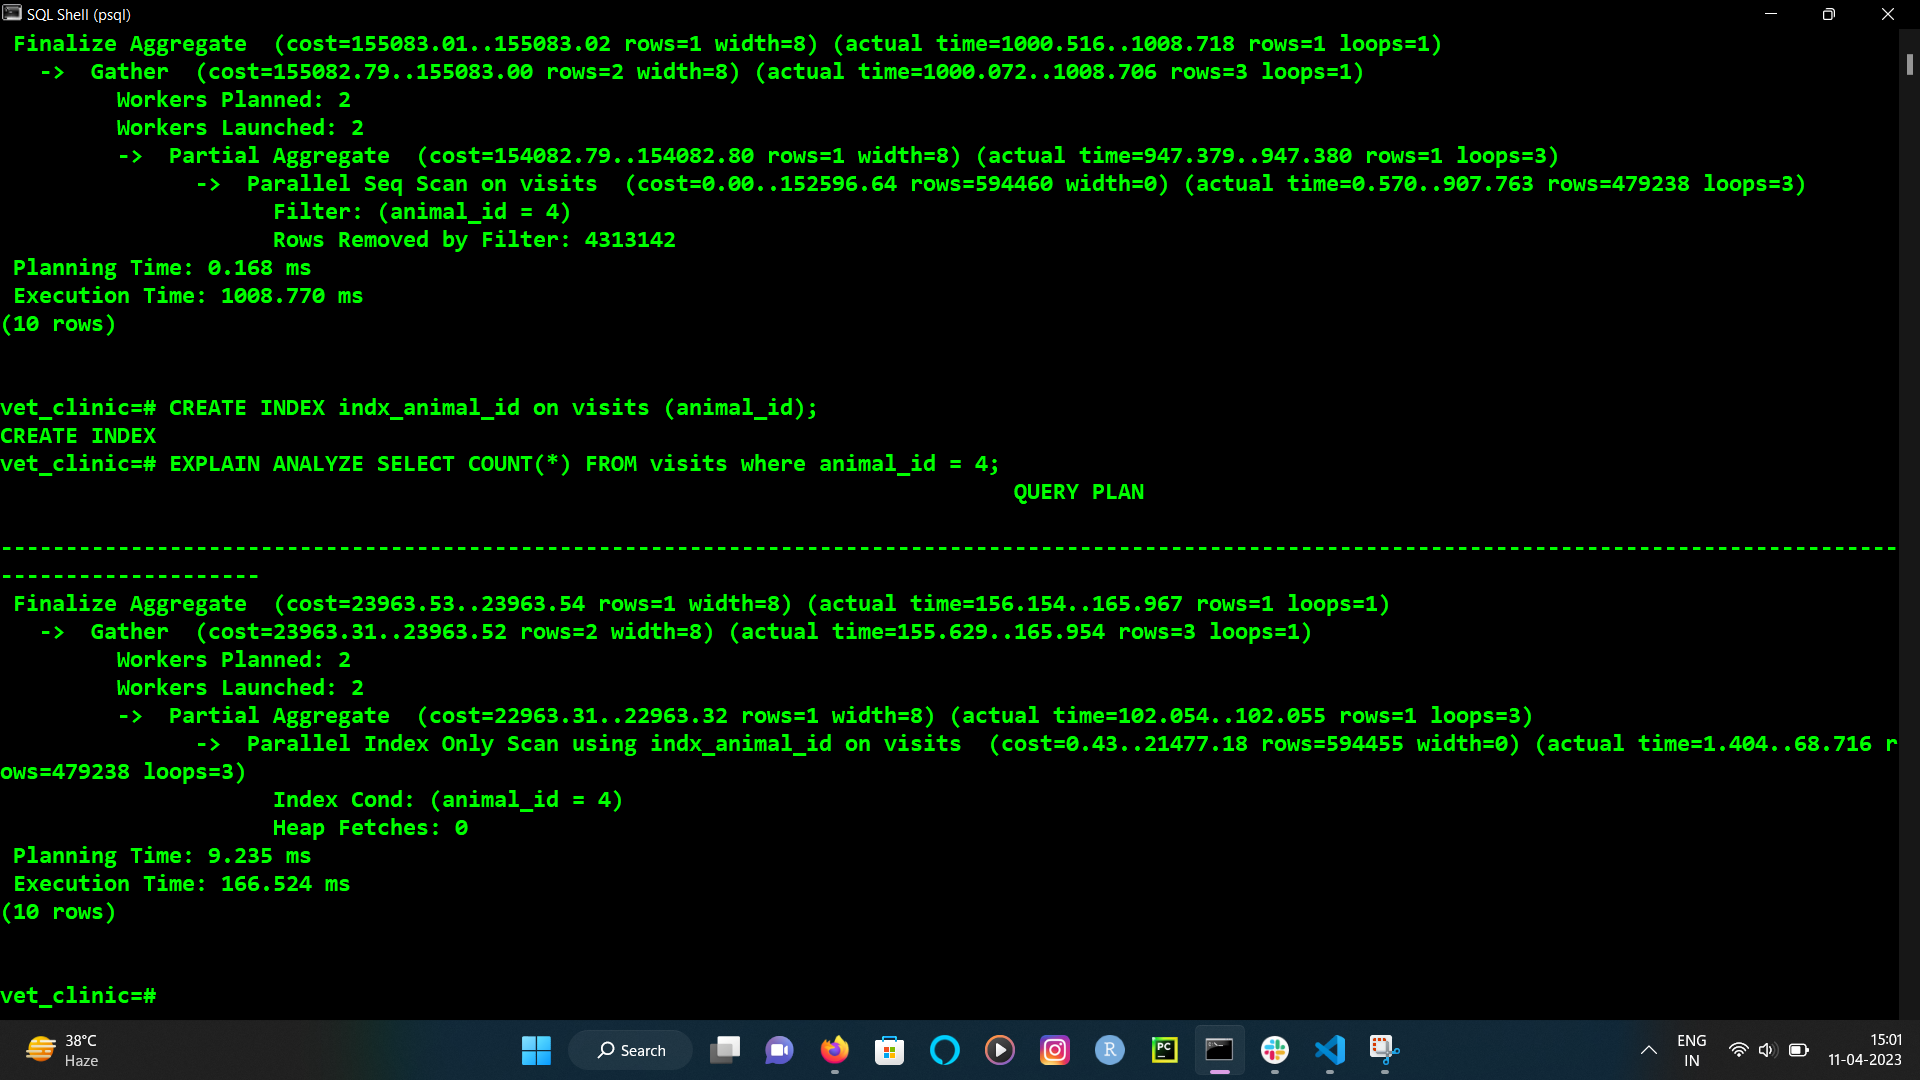 SQL Shell (psql)
Finalize Aggregate  (cost=155083.01..155083.02 rows=1 width=8) (actual time=1000.516..1008.718 rows=1 loops=1)
  ->  Gather  (cost=155082.79..155083.00 rows=2 width=8) (actual time=1000.072..1008.706 rows=3 loops=1)
        Workers Planned: 2
        Workers Launched: 2
        ->  Partial Aggregate  (cost=154082.79..154082.80 rows=1 width=8) (actual time=947.379..947.380 rows=1 loops=3)
              ->  Parallel Seq Scan on visits  (cost=0.00..152596.64 rows=594460 width=0) (actual time=0.570..907.763 rows=479238 loops=3)
                    Filter: (animal_id = 4)
                    Rows Removed by Filter: 4313142
Planning Time: 0.168 ms
Execution Time: 1008.770 ms
(10 rows)
vet_clinic=# CREATE INDEX indx_animal_id on visits (animal_id);
CREATE INDEX
vet_clinic=# EXPLAIN ANALYZE SELECT COUNT(*) FROM visits where animal_id = 4;
QUERY PLAN
--------------------------------------------------------------------------------------------------------------------------------------------------
--------------------
Finalize Aggregate  (cost=23963.53..23963.54 rows=1 width=8) (actual time=156.154..165.967 rows=1 loops=1)
  ->  Gather  (cost=23963.31..23963.52 rows=2 width=8) (actual time=155.629..165.954 rows=3 loops=1)
        Workers Planned: 2
        Workers Launched: 2
        ->  Partial Aggregate  (cost=22963.31..22963.32 rows=1 width=8) (actual time=102.054..102.055 rows=1 loops=3)
              ->  Parallel Index Only Scan using indx_animal_id on visits  (cost=0.43..21477.18 rows=594455 width=0) (actual time=1.404..68.716 r
ows=479238 loops=3)
                    Index Cond: (animal_id = 4)
                    Heap Fetches: 0
Planning Time: 9.235 ms
Execution Time: 166.524 ms
(10 rows)
vet_clinic=#
38°C
Haze
Search
R
PC
ENG
IN
15:01
11-04-2023